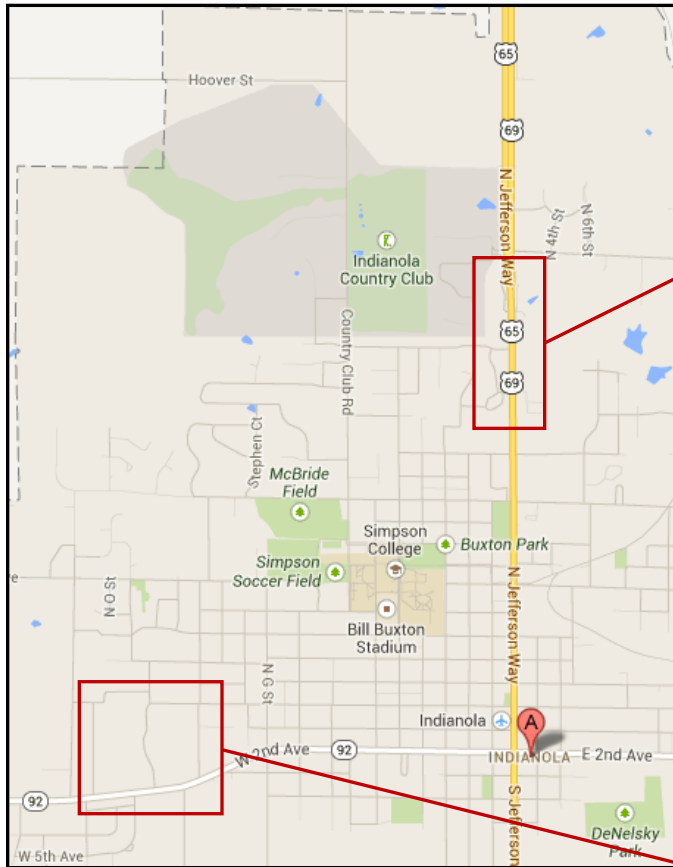 65
Hoover St
69
N Jefferson Way
N 4th St
N 6th St
Indianola
Country Club
65
Country Club Rd
69
Stephen Ct
McBride
Field
Simpson
College
Buxton Park
Simpson
Soccer Field
e
N O St
N Jefferson Way
Bill Buxton
Stadium
N G St
Indianola
A
W 2nd Ave
92
INDIANOLA
E 2nd Ave
92
S Jefferson
DeNelsky
Park
W 5th Ave